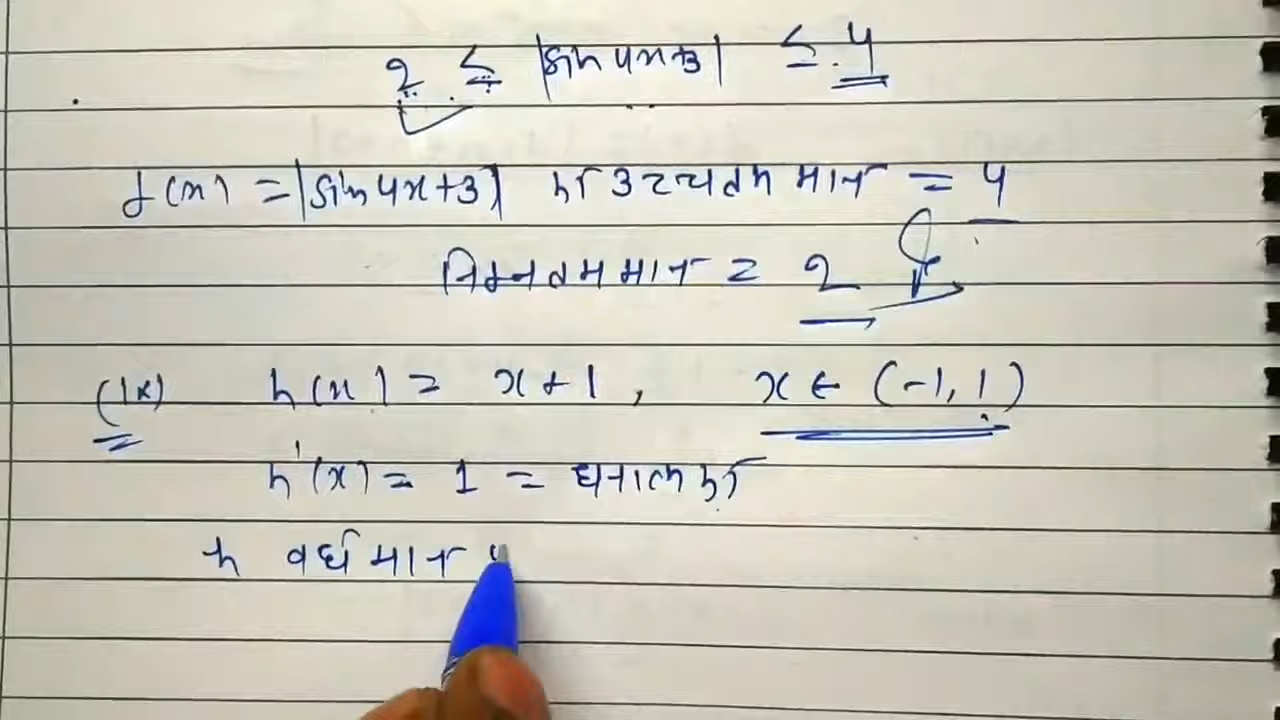 2 ≤ |sin 4x+3| ≤ 4
f(x) = |sin 4x+3| का उच्चतम मान = 4
निम्नतम मान = 2
(ix) h(x) = x+1, x ∈ (-1, 1)
h'(x) = 1 = धनात्मक
h वर्धमान